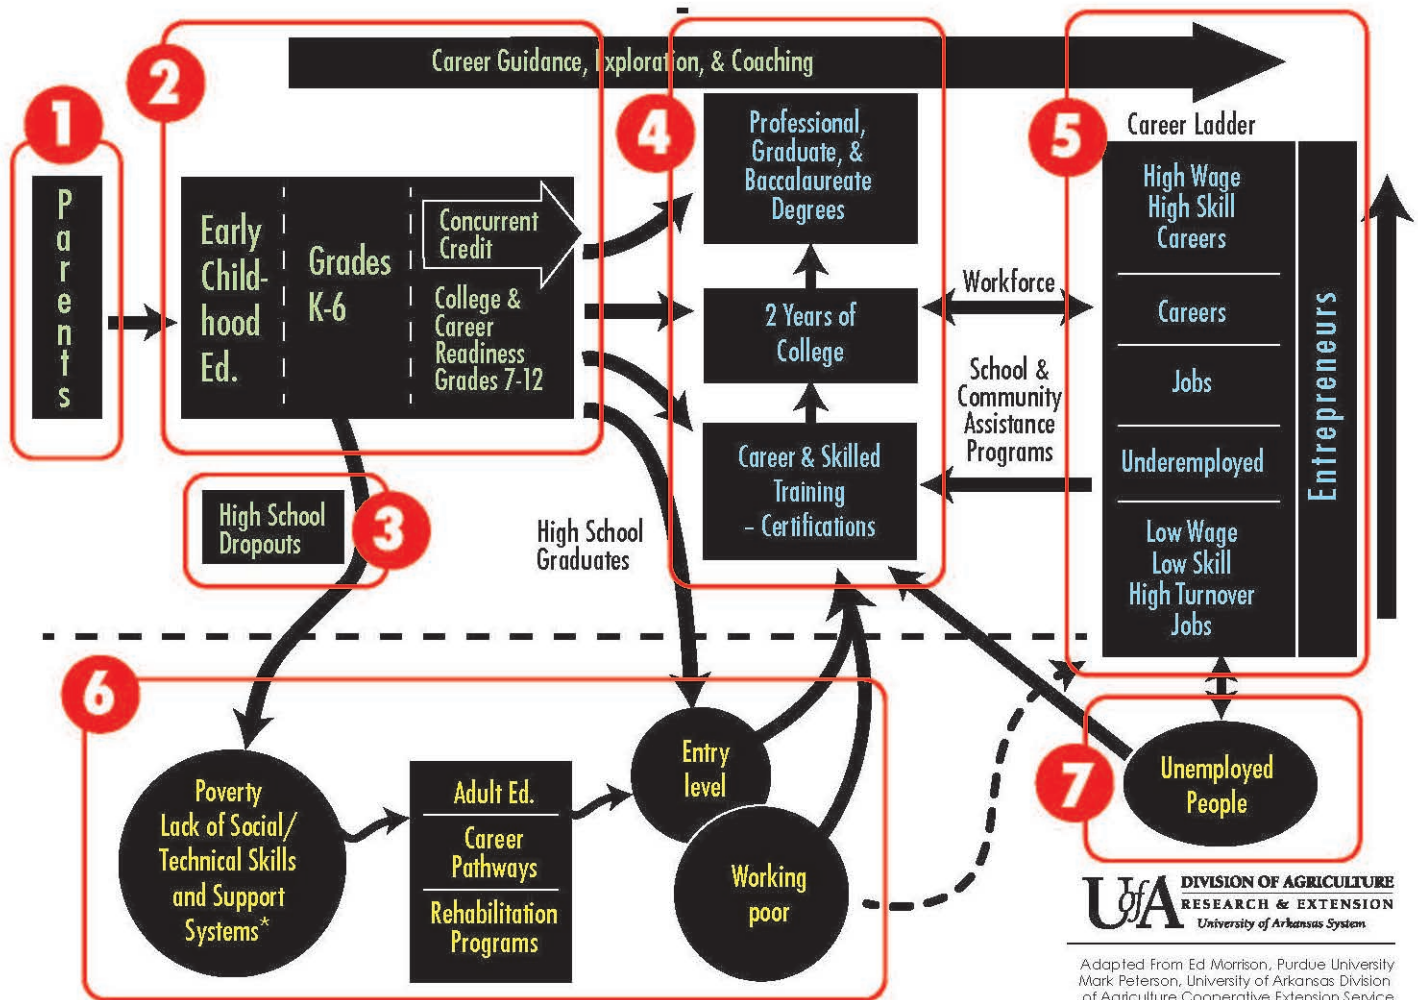 Career Guidance, Exploration, & Coaching
1
Parents
2
Early
Child-
hood
Ed.
Grades
K-6
Concurrent
Credit
College &
Career
Readiness
Grades 7-12
3
High School
Dropouts
High School
Graduates
4
Professional,
Graduate, &
Baccalaureate
Degrees
2 Years of
College
Career & Skilled
Training
– Certifications
Workforce
School &
Community
Assistance
Programs
5
Career Ladder
High Wage
High Skill
Careers
Careers
Jobs
Underemployed
Low Wage
Low Skill
High Turnover
Jobs
Entrepreneurs
6
Poverty
Lack of Social/
Technical Skills
and Support
Systems*
Adult Ed.
Career
Pathways
Rehabilitation
Programs
Entry
level
Working
poor
7
Unemployed
People
UofA
DIVISION OF AGRICULTURE
RESEARCH & EXTENSION
University of Arkansas System
Adapted From Ed Morrison, Purdue University
Mark Peterson, University of Arkansas Division
of Agriculture Cooperative Extension Service